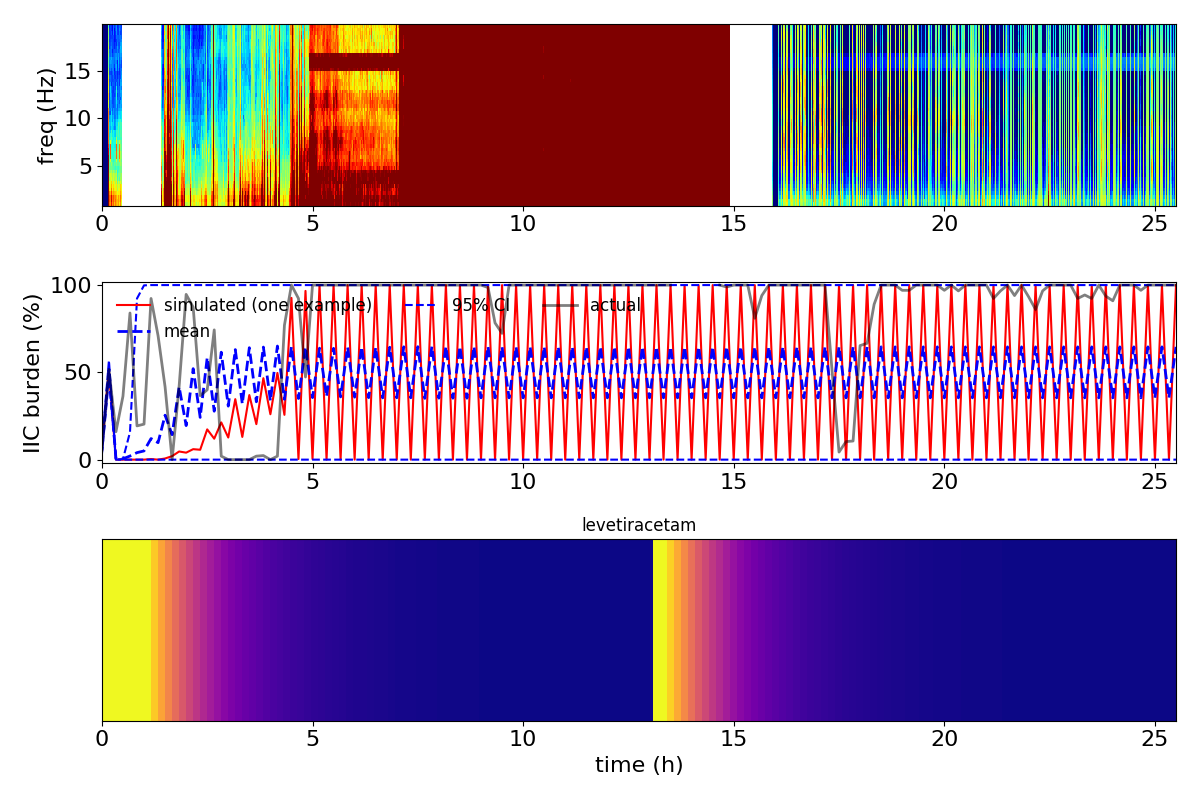 freq (Hz)
15
10
5
0 5 10 15 20 25
IIC burden (%)
100
50
0
simulated (one example) 95% CI actual
mean
0 5 10 15 20 25
levetiracetam
0 5 10 15 20 25
time (h)